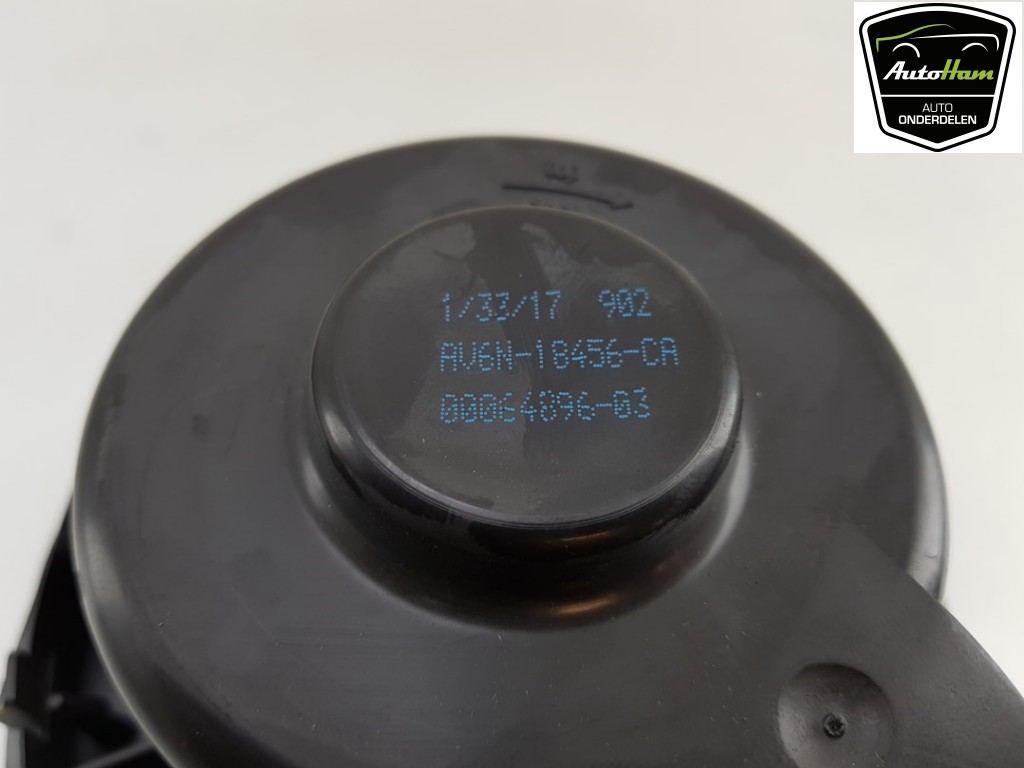 AutoHam
AUTO
ONDERDELEN
1/33/17 902
AV6N-18456-CA
00064896-03